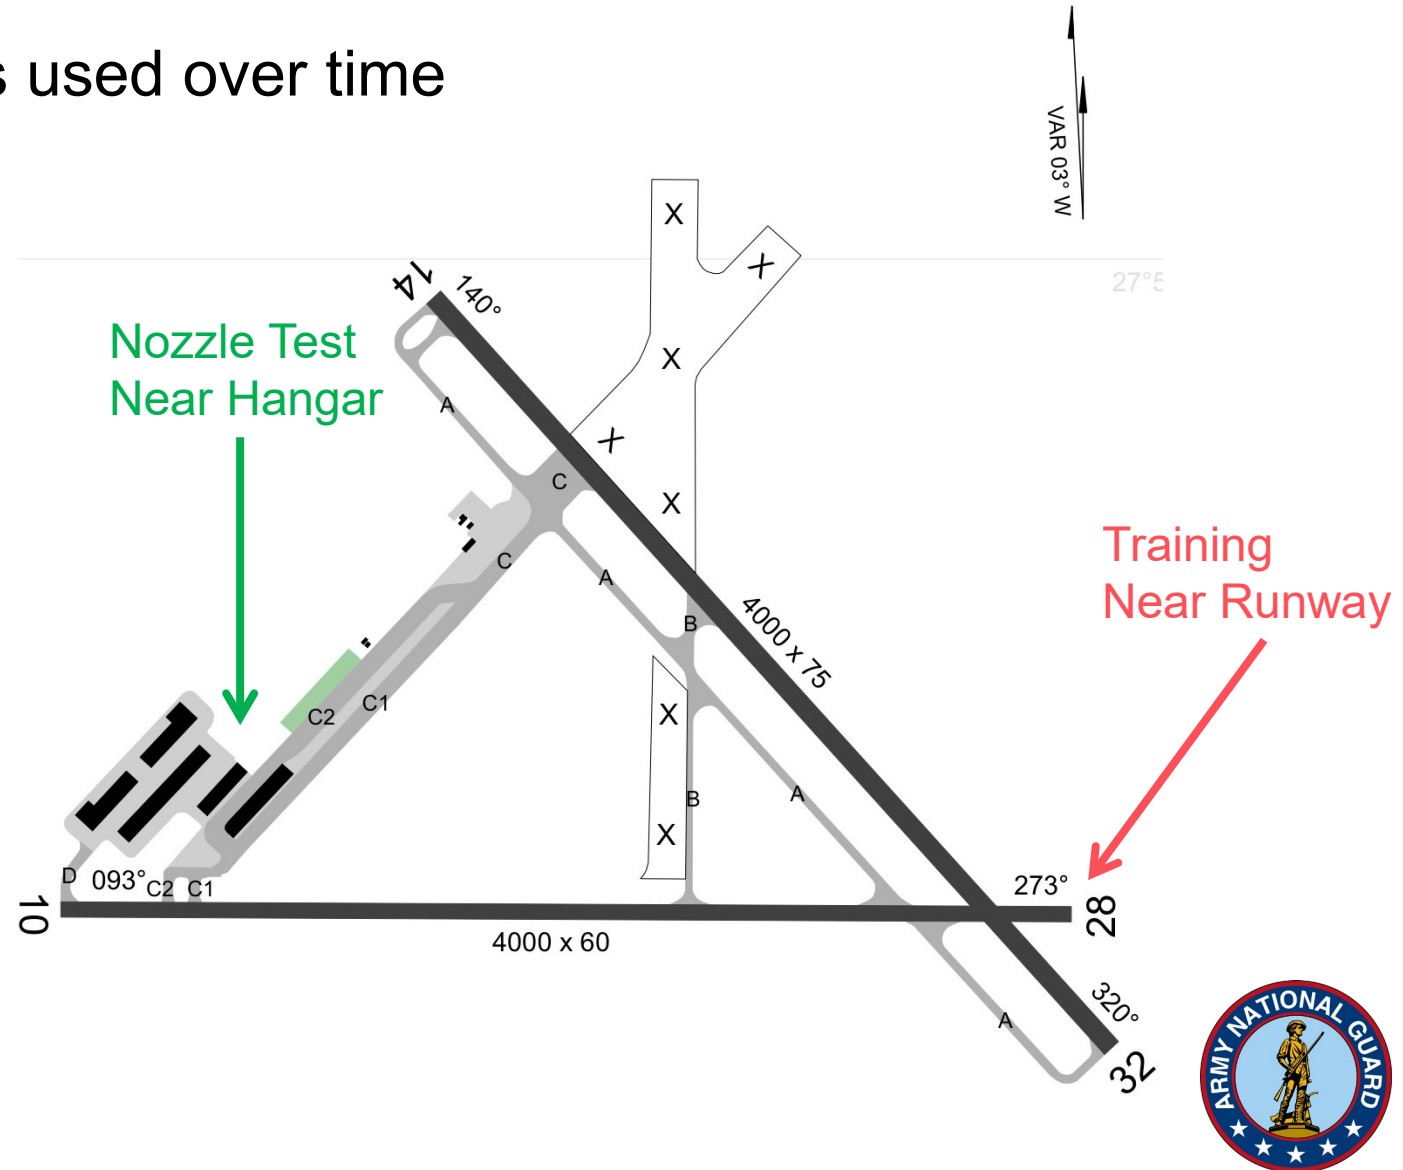 s used over time
VAR 03° W
X
X
27°5
14
140°
Nozzle Test
Near Hangar
X
A
X
C
X
Training
Near Runway
C
A
B
4000 x 75
C2
C1
X
B
A
X
D
093°
C2
C1
273°
10
28
4000 x 60
320°
A
32
ARMY NATIONAL GUARD